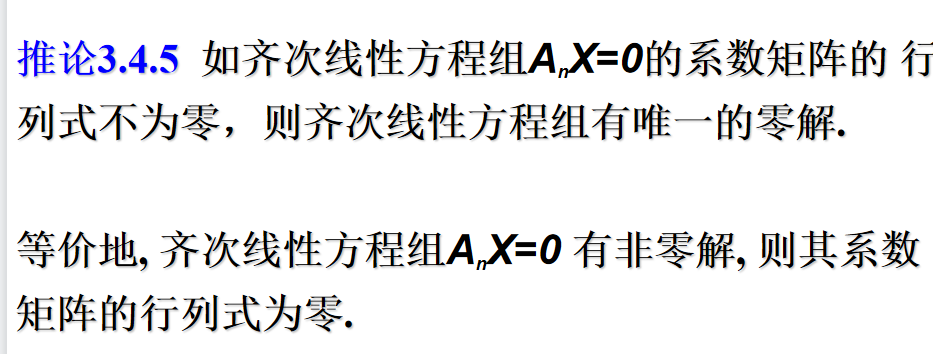 推论3.4.5 如齐次线性方程组AnX=0的系数矩阵的 行
列式不为零，则齐次线性方程组有唯一的零解.
等价地, 齐次线性方程组AnX=0 有非零解, 则其系数
矩阵的行列式为零.